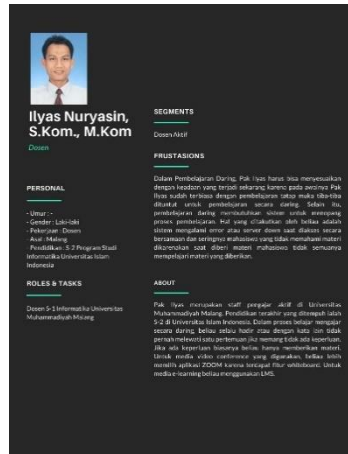 Ilyas Nuryasin,
S.Kom., M.Kom
Dosen
PERSONAL
- Umur : -
- Gender : Laki-laki
- Pekerjaan : Dosen
- Asal : Malang
- Pendidikan : S-2 Program Studi
Informatika Universitas Islam
Indonesia
ROLES & TASKS
Dosen S-1 Informatika Universitas
Muhammadiyah Malang
SEGMENTS
Dosen Aktif
FRUSTASIONS
Dalam Pembelajaran Daring, Pak Ilyas harus bisa menyesuaikan
dengan keadaan yang terjadi sekarang karena pada awalnya Pak
Ilyas sudah terbiasa dengan pembelajaran tatap muka tiba-tiba
dituntut untuk pembelajaran secara daring. Selain itu,
pembelajaran daring membutuhkan sistem untuk menopang
proses pembelajaran. Hal yang ditakutkan oleh beliau adalah
sistem mengalami error atau server down saat diakses secara
bersamaan dan seringnya mahasiswa yang tidak memahami materi
dikarenakan saat diberi materi mahasiswa tidak semuanya
mempelajari materi yang diberikan.
ABOUT
Pak Ilyas merupakan staff pengajar aktif di Universitas
Muhammadiyah Malang. Pendidikan terakhir yang ditempuh ialah
S-2 di Universitas Islam Indonesia. Dalam proses belajar mengajar
secara daring, beliau selalu hadir atau dengan kata lain tidak
pernah melewati satu pertemuan jika memang tidak ada keperluan.
Jika ada keperluan biasanya beliau hanya memberikan materi.
Untuk media video conference yang digunakan, beliau lebih
memilih aplikasi ZOOM karena terdapat fitur whiteboard. Untuk
media e-learning beliau menggunakan LMS.